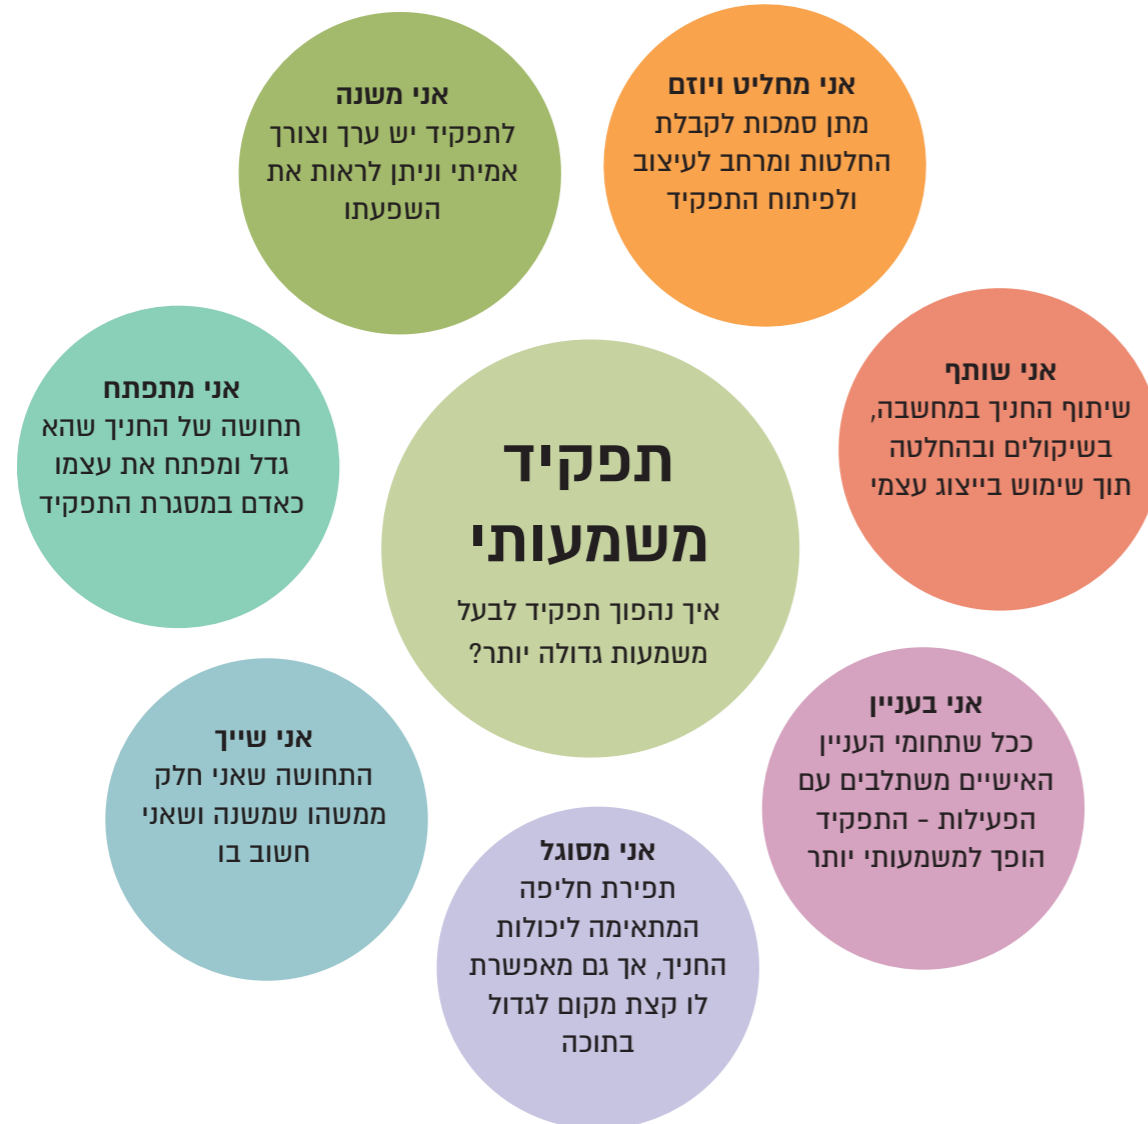 תפקיד
משמעותי
איך נהפוך תפקיד לבעל
משמעות גדולה יותר?
אני מחליט ויוזם
מתן סמכות לקבלת
החלטות ומרחב לעיצוב
ולפיתוח התפקיד
אני שותף
שיתוף החניך במחשבה,
בשיקולים ובהחלטה
תוך שימוש בייצוג עצמי
אני בעניין
ככל שתחומי העניין
האישיים משתלבים עם
הפעילות - התפקיד
הופך למשמעותי יותר
אני מסוגל
תפירת חליפה
המתאימה ליכולות
החניך, אך גם מאפשרת
לו קצת מקום לגדול
בתוכה
אני שייך
התחושה שאני חלק
ממשהו שמשנה ושאני
חשוב בו
אני מתפתח
תחושה של החניך שהא
גדל ומפתח את עצמו
כאדם במסגרת התפקיד
אני משנה
לתפקיד יש ערך וצורך
אמיתי וניתן לראות את
השפעתו